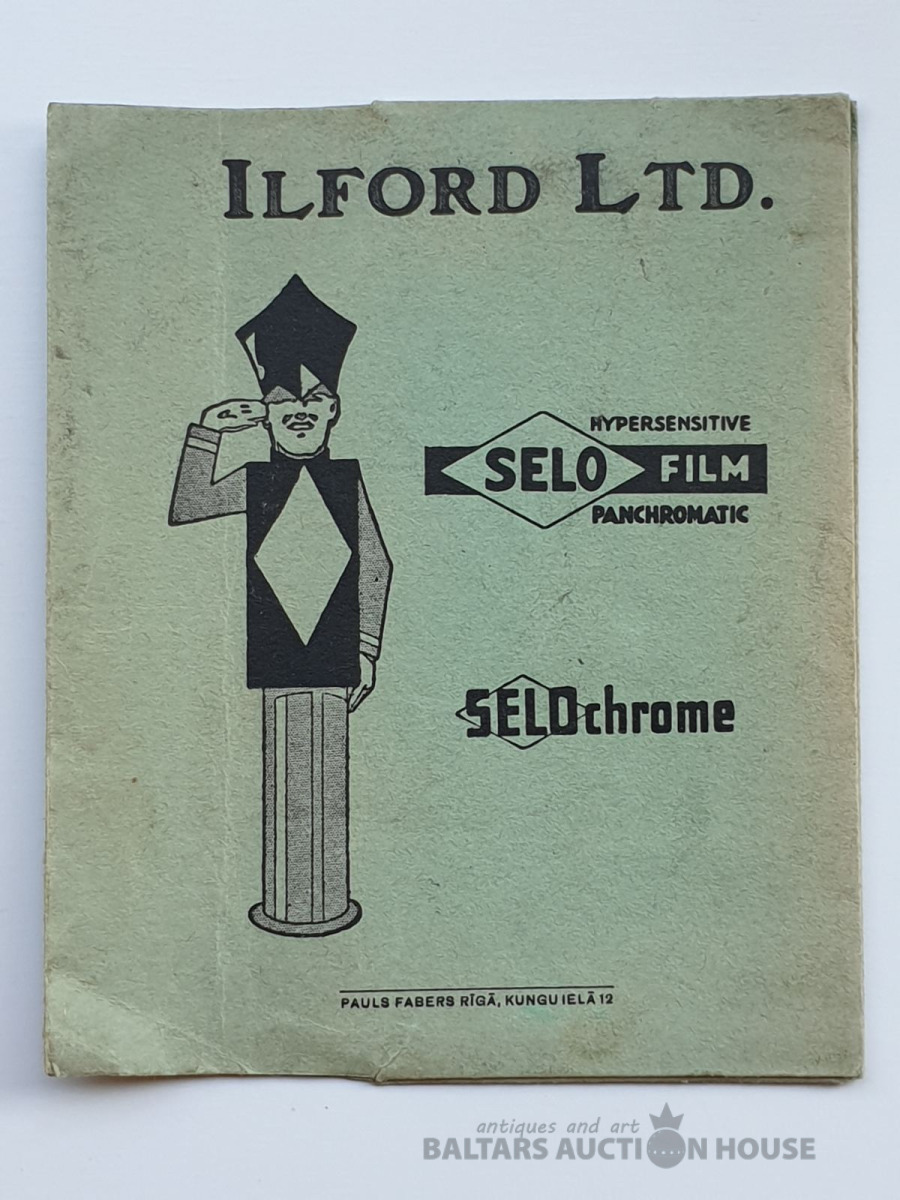 ILFORD LTD.
HYPERSENSITIVE
SELO FILM
PANCHROMATIC
SELOchrome
PAULS FABERS RĪGĀ, KUNGU IELĀ 12
antiques and art
BALTARS AUCTION HOUSE